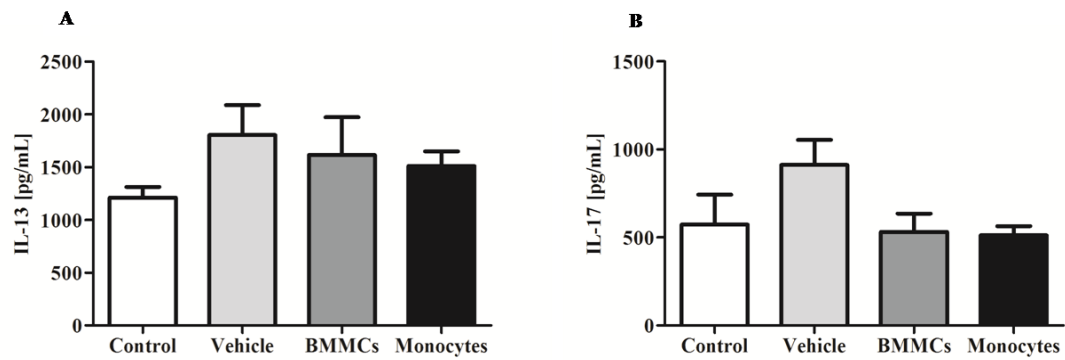 A
B
2500
2000
1500
1000
500
0
IL-13 [pg/mL]
Control Vehicle BMMCs Monocytes
1500
1000
500
0
IL-17 [pg/mL]
Control Vehicle BMMCs Monocytes